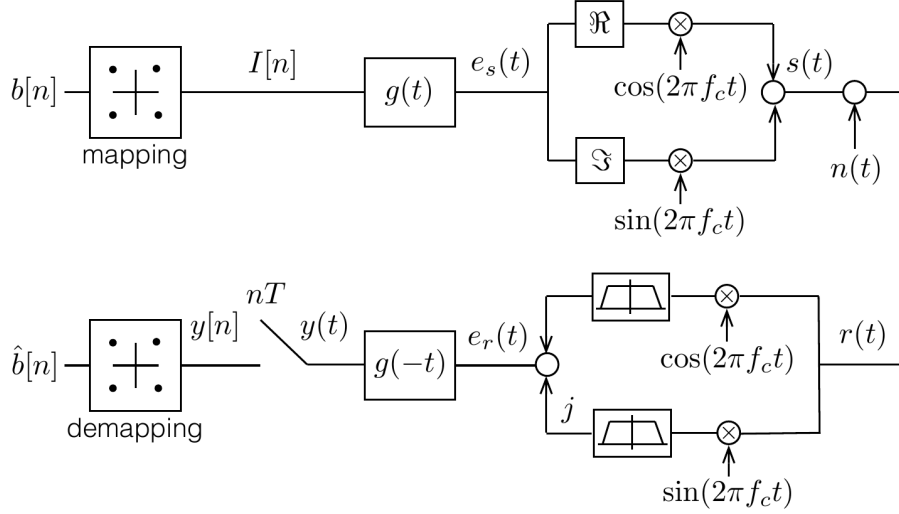 ℜ
b[n]
I[n]
g(t)
e_s(t)
cos(2πf_ct)
s(t)
mapping
ℑ
n(t)
sin(2πf_ct)
nT
y[n]
y(t)
e_r(t)
cos(2πf_ct)
r(t)
b̂[n]
g(−t)
demapping
j
sin(2πf_ct)